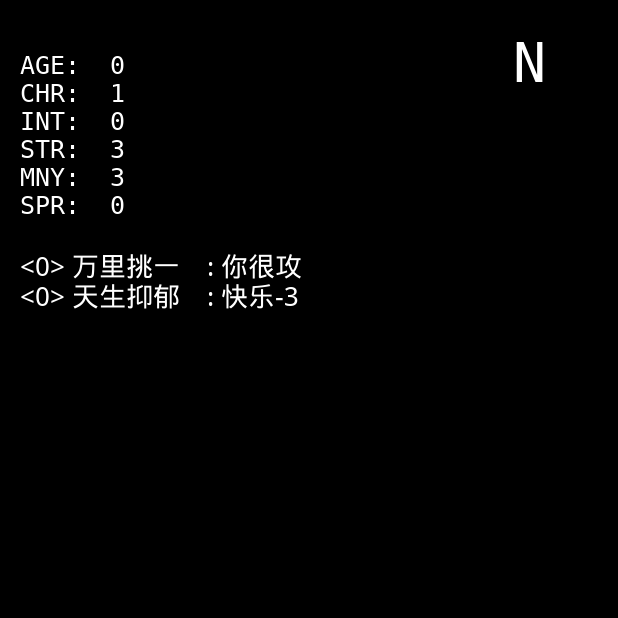 N
AGE: 0
CHR: 1
INT: 0
STR: 3
MNY: 3
SPR: 0
<O> 万里挑一 : 你很攻
<O> 天生抑郁 : 快乐-3